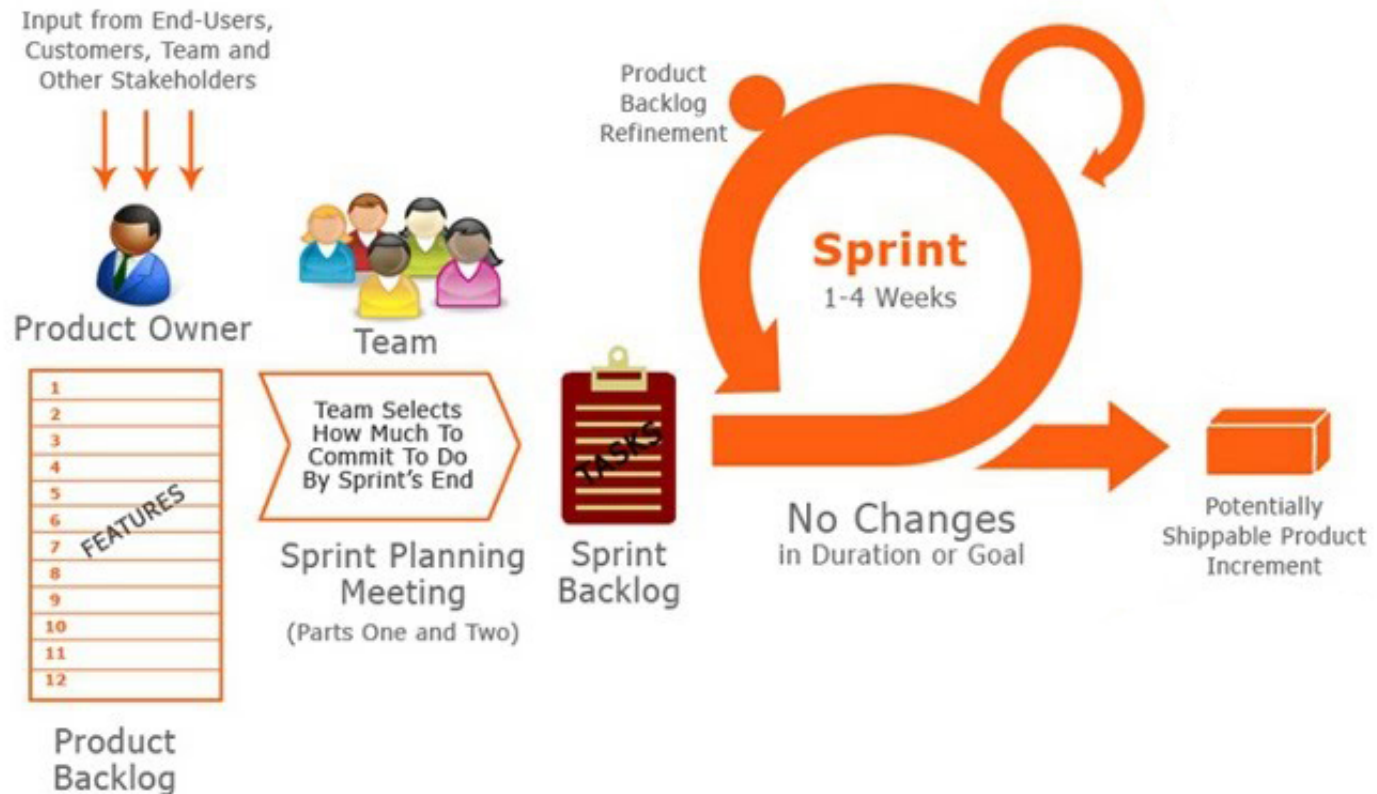 Input from End-Users,
Customers, Team and
Other Stakeholders
Product Owner
1
2
3
4
5
6
7
8
9
10
11
12
FEATURES
Product
Backlog
Team
Team Selects
How Much To
Commit To Do
By Sprint's End
Sprint Planning
Meeting
(Parts One and Two)
TASKS
Sprint
Backlog
Product
Backlog
Refinement
Sprint
1-4 Weeks
No Changes
in Duration or Goal
Potentially
Shippable Product
Increment